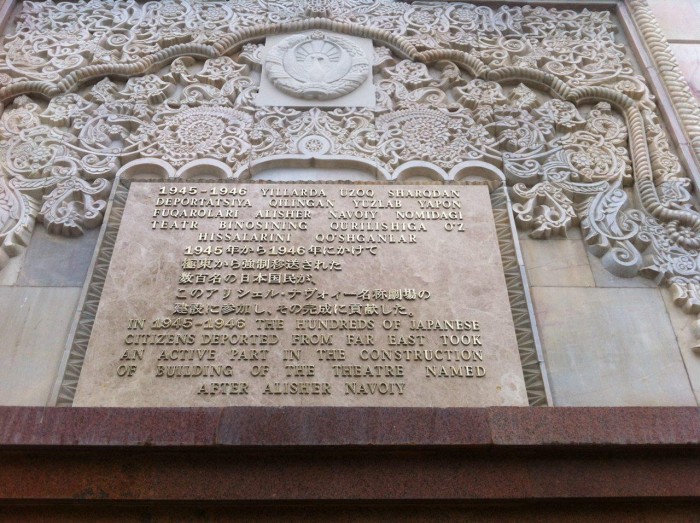 1945-1946 YILLARDA UZOQ SHARQDAN
DEPORTATSIYA QILINGAN YUZLAB YAPON
FUQAROLARI ALISHER NAVOIY NOMIDAGI
TEATR BINOSINING QURILISHIGA O'Z
HISSALARINI QO'SHGANLAR
1945年から1946年にかけて
極東から強制移送された
数百名の日本国民が、
このアリシェル・ナヴォィー名称劇場の
建設に参加し、その完成に貢献した。
IN 1945-1946 THE HUNDREDS OF JAPANESE
CITIZENS DEPORTED FROM FAR EAST TOOK
AN ACTIVE PART IN THE CONSTRUCTION
OF BUILDING OF THE THEATRE NAMED
AFTER ALISHER NAVOIY